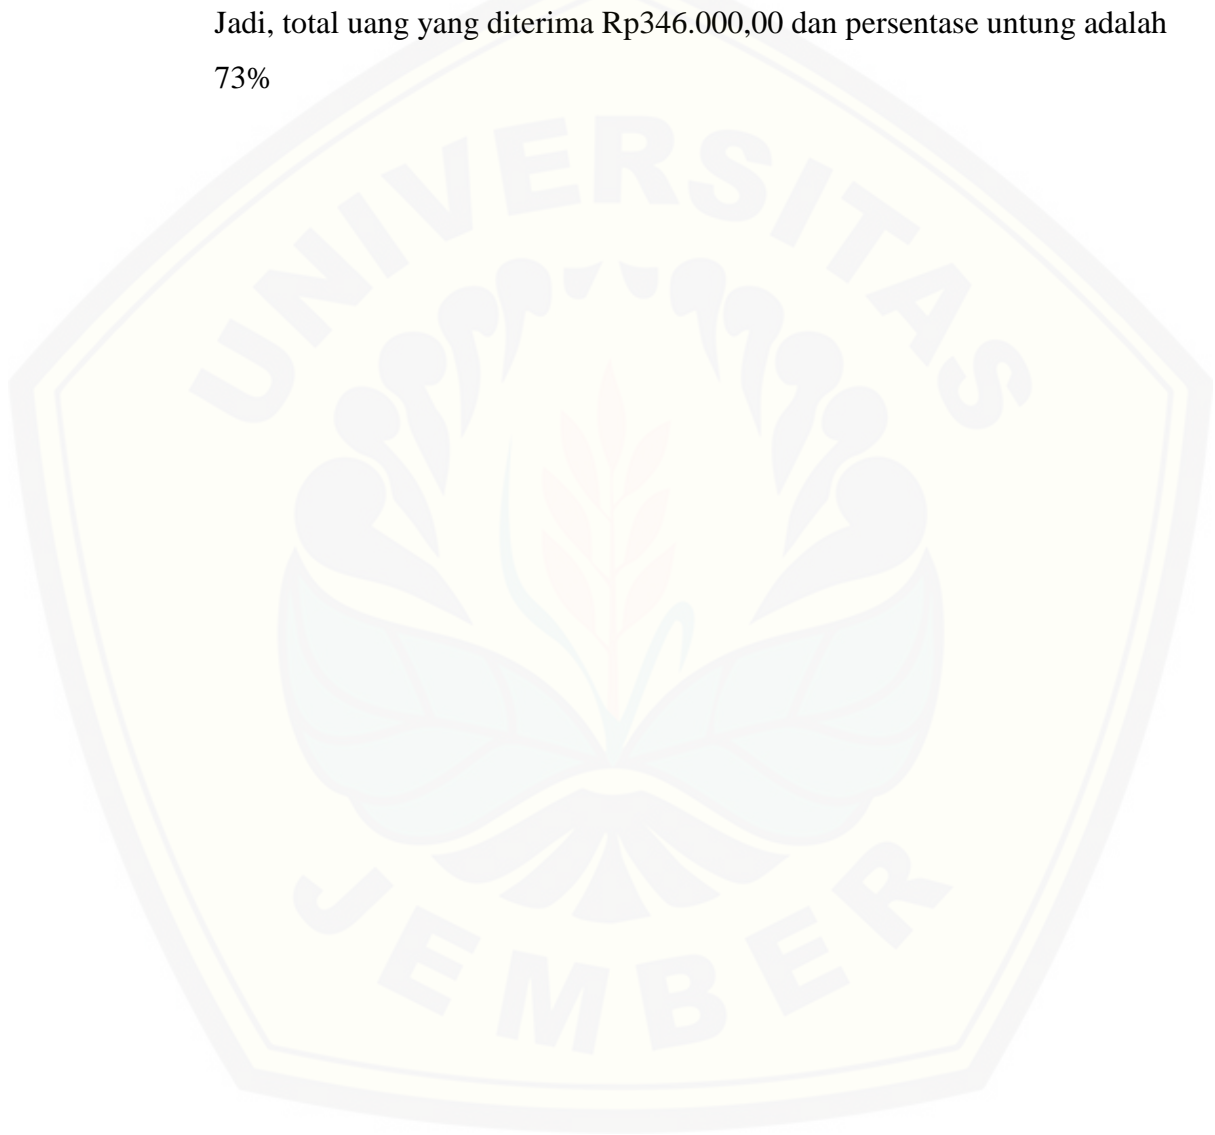 Jadi, total uang yang diterima Rp346.000,00 dan persentase untung adalah
73%
UNIVERSITAS
JEMBER